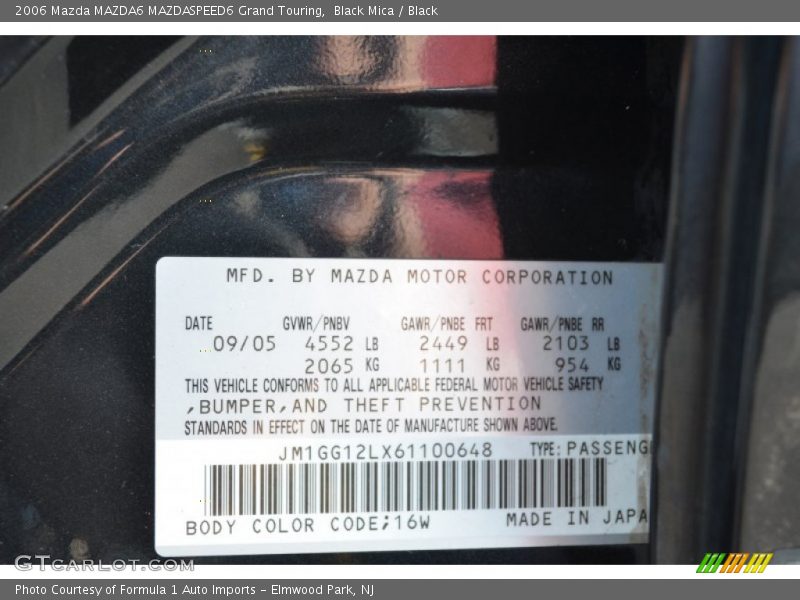 2006 Mazda MAZDA6 MAZDASPEED6 Grand Touring,  Black Mica / Black
MFD. BY MAZDA MOTOR CORPORATION
DATE GVWR/PNBV GAWR/PNBE FRT GAWR/PNBE RR
09/05 4552 LB 2449 LB 2103 LB
2065 KG 1111 KG 954 KG
THIS VEHICLE CONFORMS TO ALL APPLICABLE FEDERAL MOTOR VEHICLE SAFETY
,BUMPER,AND THEFT PREVENTION
STANDARDS IN EFFECT ON THE DATE OF MANUFACTURE SHOWN ABOVE.
JM1GG12LX61100648 TYPE: PASSENG
BODY COLOR CODE;16W MADE IN JAPA
GTCARLOT.COM
Photo Courtesy of Formula 1 Auto Imports - Elmwood Park, NJ